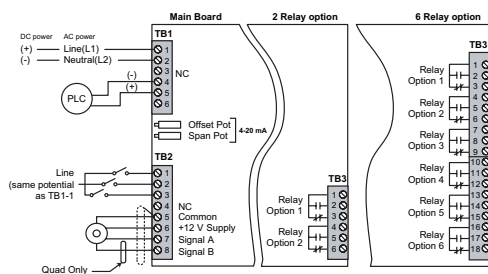 Main Board
2 Relay option
6 Relay option
DC power AC power
TB1
(+) Line(L1) 1
(-) Neutral(L2) 2
3 NC
(-) 4
(+) 5
PLC
6
Offset Pot
Span Pot
4-20 mA
TB2
Line 1
(same potential 2
as TB1-1 3
NC 4
Common 5
+12 V Supply 6
Signal A 7
Signal B 8
Quad Only
TB3
Relay
Option 1
1
2
3
Relay
Option 2
4
5
6
TB3
Relay
Option 1
1
2
3
Relay
Option 2
4
5
6
Relay
Option 3
7
8
9
Relay
Option 4
10
11
12
Relay
Option 5
13
14
15
Relay
Option 6
16
17
18